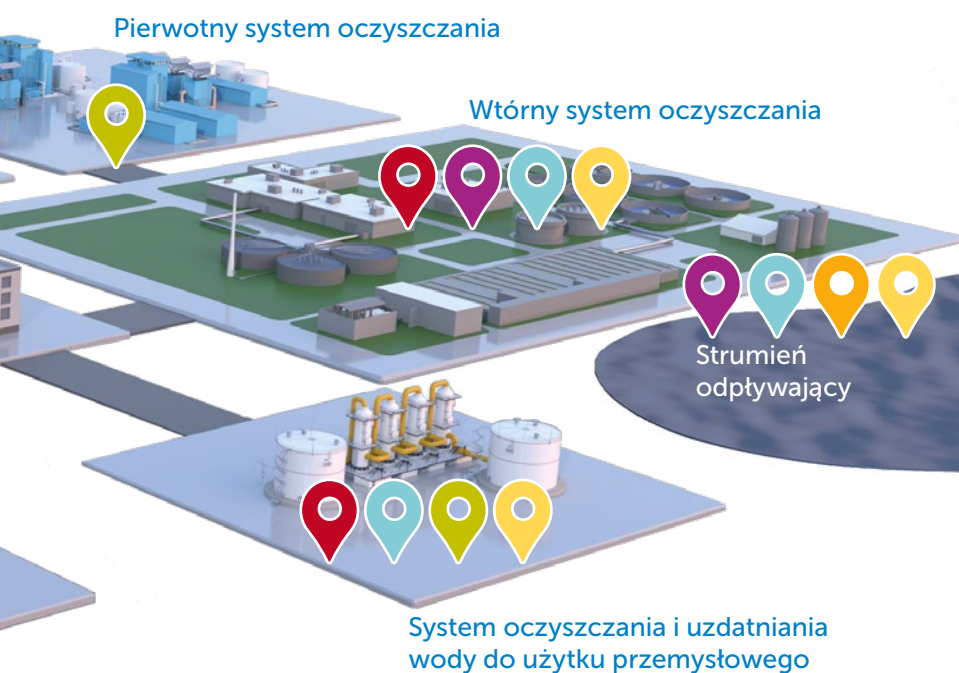 Pierwotny system oczyszczania
Wtórny system oczyszczania
Strumień
odpływający
System oczyszczania i uzdatniania
wody do użytku przemysłowego